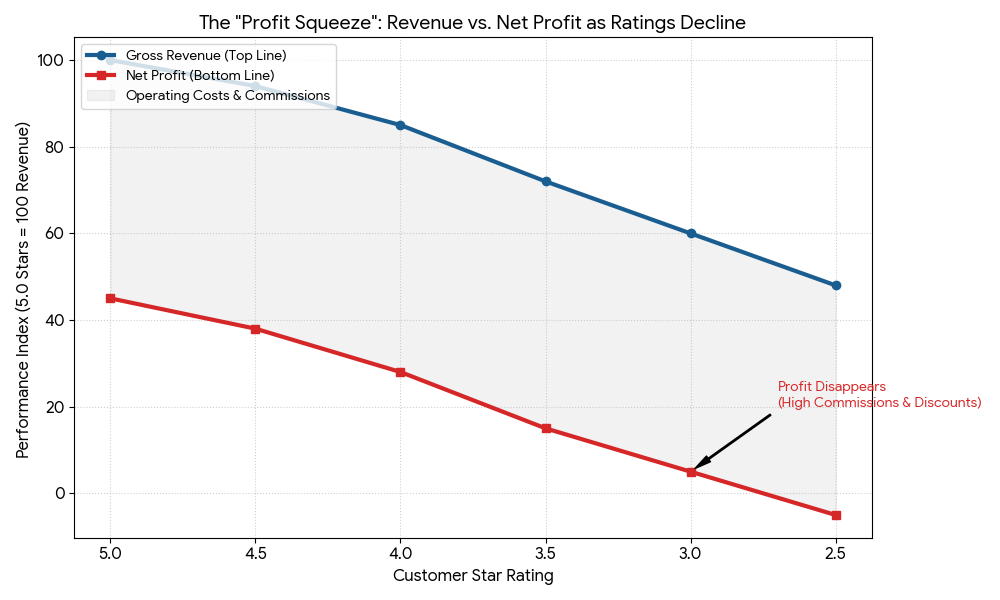 The "Profit Squeeze": Revenue vs. Net Profit as Ratings Decline
Gross Revenue (Top Line)
Net Profit (Bottom Line)
Operating Costs & Commissions
Performance Index (5.0 Stars = 100 Revenue)
100
80
60
40
20
0
Profit Disappears
(High Commissions & Discounts)
5.0 4.5 4.0 3.5 3.0 2.5
Customer Star Rating